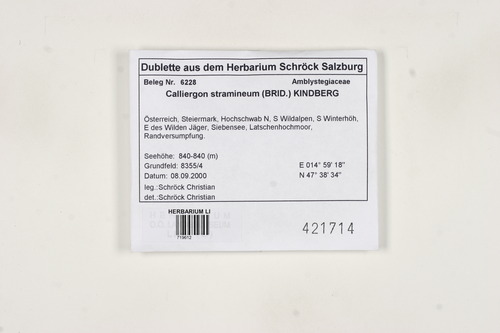 Dublette aus dem Herbarium Schröck Salzburg
Beleg Nr. 6228 Amblystegiaceae
Calliergon stramineum (BRID.) KINDBERG
Österreich, Steiermark, Hochschwab N, S Wildalpen, S Winterhöh,
E des Wilden Jäger, Siebensee, Latschenhochmoor,
Randversumpfung.
Seehöhe: 840-840 (m)
Grundfeld: 8355/4 E 014° 59' 18"
Datum: 08.09.2000 N 47° 38' 34"
leg.:Schröck Christian
det.:Schröck Christian
HERBARIUM LI
719612
421714